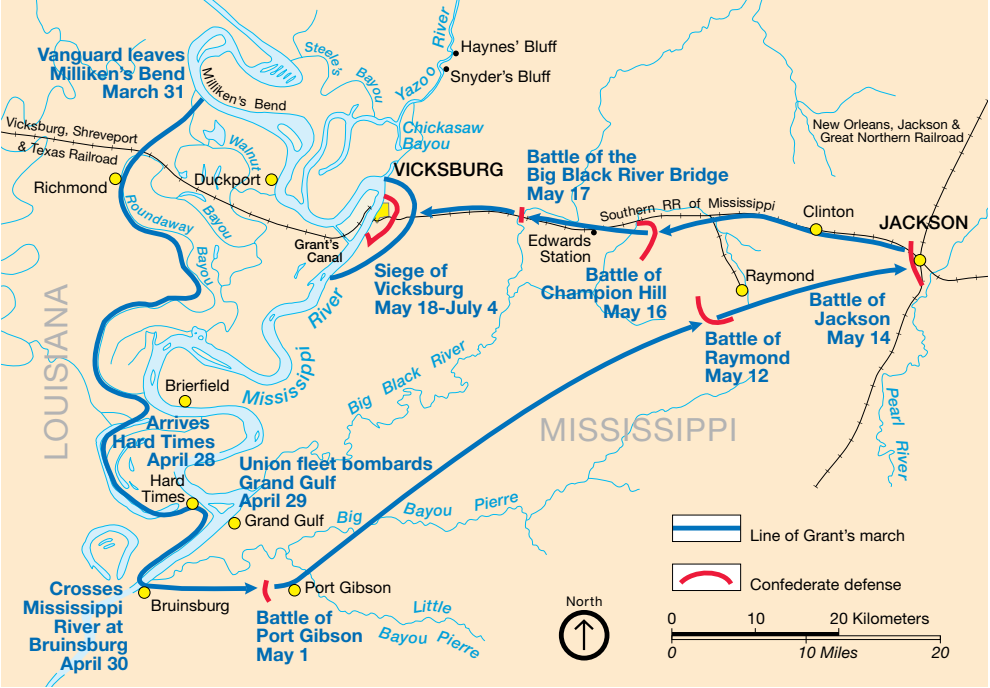 Vanguard leaves
Milliken's Bend
March 31
Milliken's Bend
Steele's
Bayou
Yazoo
River
Haynes' Bluff
Snyder's Bluff
Chickasaw
Bayou
New Orleans, Jackson &
Great Northern Railroad
Vicksburg, Shreveport
& Texas Railroad
Richmond
Duckport
Walnut
Bayou
Roundaway
Bayou
VICKSBURG
Grant's
Canal
Battle of the
Big Black River Bridge
May 17
Southern RR of Mississippi
Clinton
JACKSON
Edwards
Station
Siege of
Vicksburg
May 18-July 4
Battle of
Champion Hill
May 16
Raymond
Battle of
Jackson
May 14
Battle of
Raymond
May 12
LOUISIANA
Mississippi
River
Big Black River
Brierfield
Arrives
Hard Times
April 28
MISSISSIPPI
Pearl River
Union fleet bombards
Grand Gulf
April 29
Hard
Times
Grand Gulf
Big Bayou Pierre
Line of Grant's march
Confederate defense
Crosses
Mississippi
River at
Bruinsburg
April 30
Bruinsburg
Port Gibson
Battle of
Port Gibson
May 1
Little
Bayou Pierre
North
0 10 20 Kilometers
0 10 Miles 20